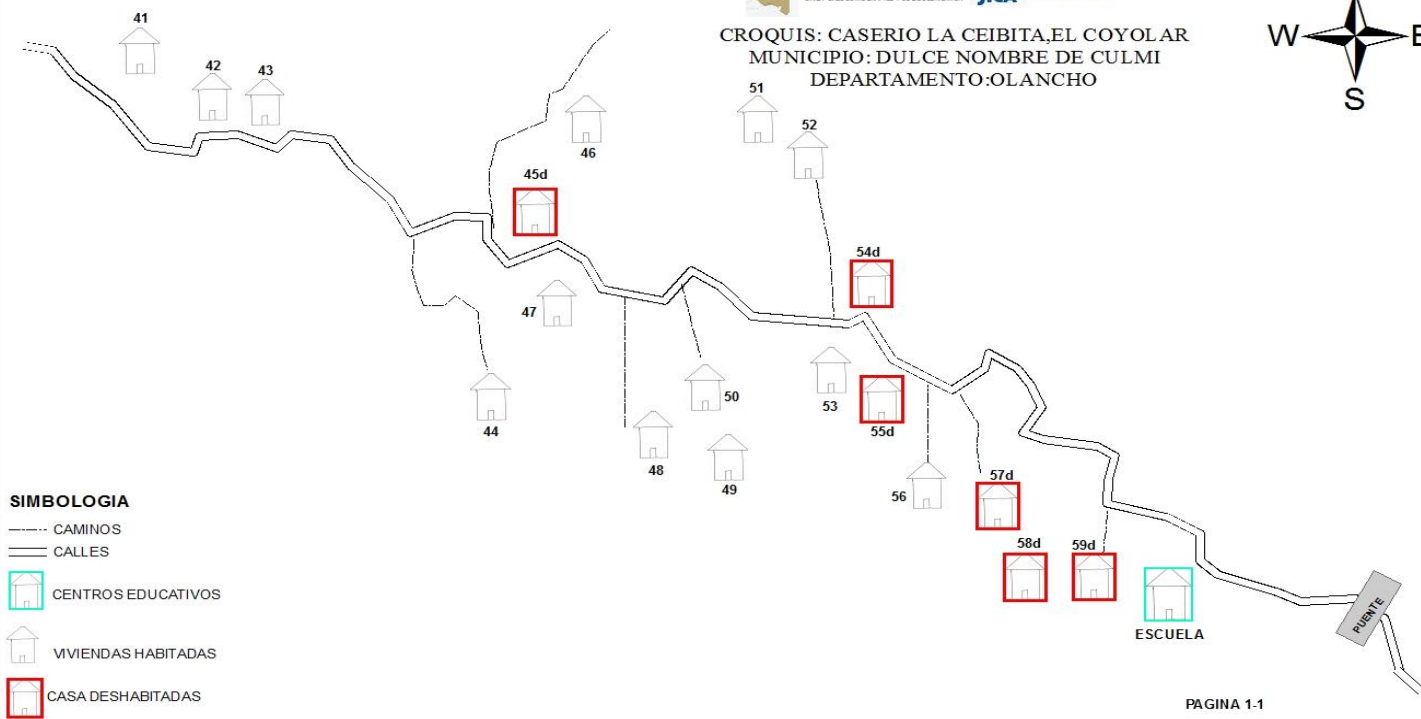 JICA
CROQUIS: CASERIO LA CEIBITA,EL COYOLAR
MUNICIPIO: DULCE NOMBRE DE CULMI
DEPARTAMENTO:OLANCHO
W
E
S
41
42
43
51
52
46
45d
54d
47
50
53
44
55d
48
49
56
57d
58d
59d
ESCUELA
PUENTE
SIMBOLOGIA
CAMINOS
CALLES
CENTROS EDUCATIVOS
VIVIENDAS HABITADAS
CASA DESHABITADAS
PAGINA 1-1